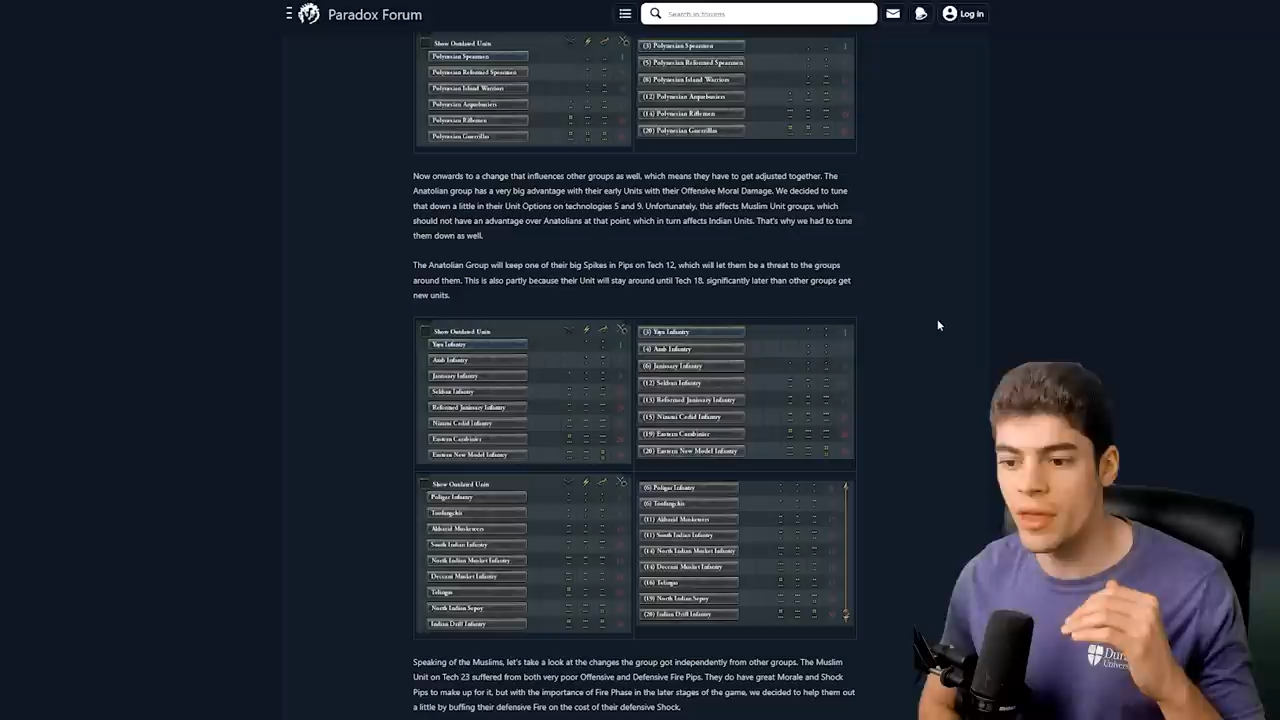 Paradox Forum
Search in forums
Log in
Show Outdated Units
Polynesian Spearmen
Polynesian Reformed Spearmen
Polynesian Island Warriors
Polynesian Arquebusiers
Polynesian Riflemen
Polynesian Guerrillas
(3) Polynesian Spearmen
(5) Polynesian Reformed Spearmen
(8) Polynesian Island Warriors
(12) Polynesian Arquebusiers
(14) Polynesian Riflemen
(20) Polynesian Guerrillas
Now onwards to a change that influences other groups as well, which means they have to get adjusted together. The
Anatolian group has a very big advantage with their early Units with their Offensive Moral Damage. We decided to tune
that down a little in their Unit Options on technologies 5 and 9. Unfortunately, this affects Muslim Unit groups, which
should not have an advantage over Anatolians at that point, which in turn affects Indian Units. That's why we had to tune
them down as well.
The Anatolian Group will keep one of their big Spikes in Pips on Tech 12, which will let them be a threat to the groups
around them. This is also partly because their Unit will stay around until Tech 18, significantly later than other groups get
new units.
Show Outdated Units
Yaya Infantry
Azab Infantry
Janissary Infantry
Sekban Infantry
Reformed Janissary Infantry
Nizami Cedid Infantry
Eastern Carabinier
Eastern New Model Infantry
(3) Yaya Infantry
(4) Azab Infantry
(6) Janissary Infantry
(12) Sekban Infantry
(13) Reformed Janissary Infantry
(15) Nizami Cedid Infantry
(19) Eastern Carabinier
(20) Eastern New Model Infantry
Show Outdated Units
Poligar Infantry
Toofangchis
Akbarid Musketeers
South Indian Infantry
North Indian Musket Infantry
Deccani Musket Infantry
Telingas
North Indian Sepoy
Indian Drill Infantry
(6) Poligar Infantry
(6) Toofangchis
(11) Akbarid Musketeers
(11) South Indian Infantry
(14) North Indian Musket Infantry
(14) Deccani Musket Infantry
(16) Telingas
(19) North Indian Sepoy
(20) Indian Drill Infantry
Speaking of the Muslims, let's take a look at the changes the group got independently from other groups. The Muslim
Unit on Tech 23 suffered from both very poor Offensive and Defensive Fire Pips. They do have great Morale and Shock
Pips to make up for it, but with the importance of Fire Phase in the later stages of the game, we decided to help them out
a little by buffing their defensive Fire on the cost of their defensive Shock.